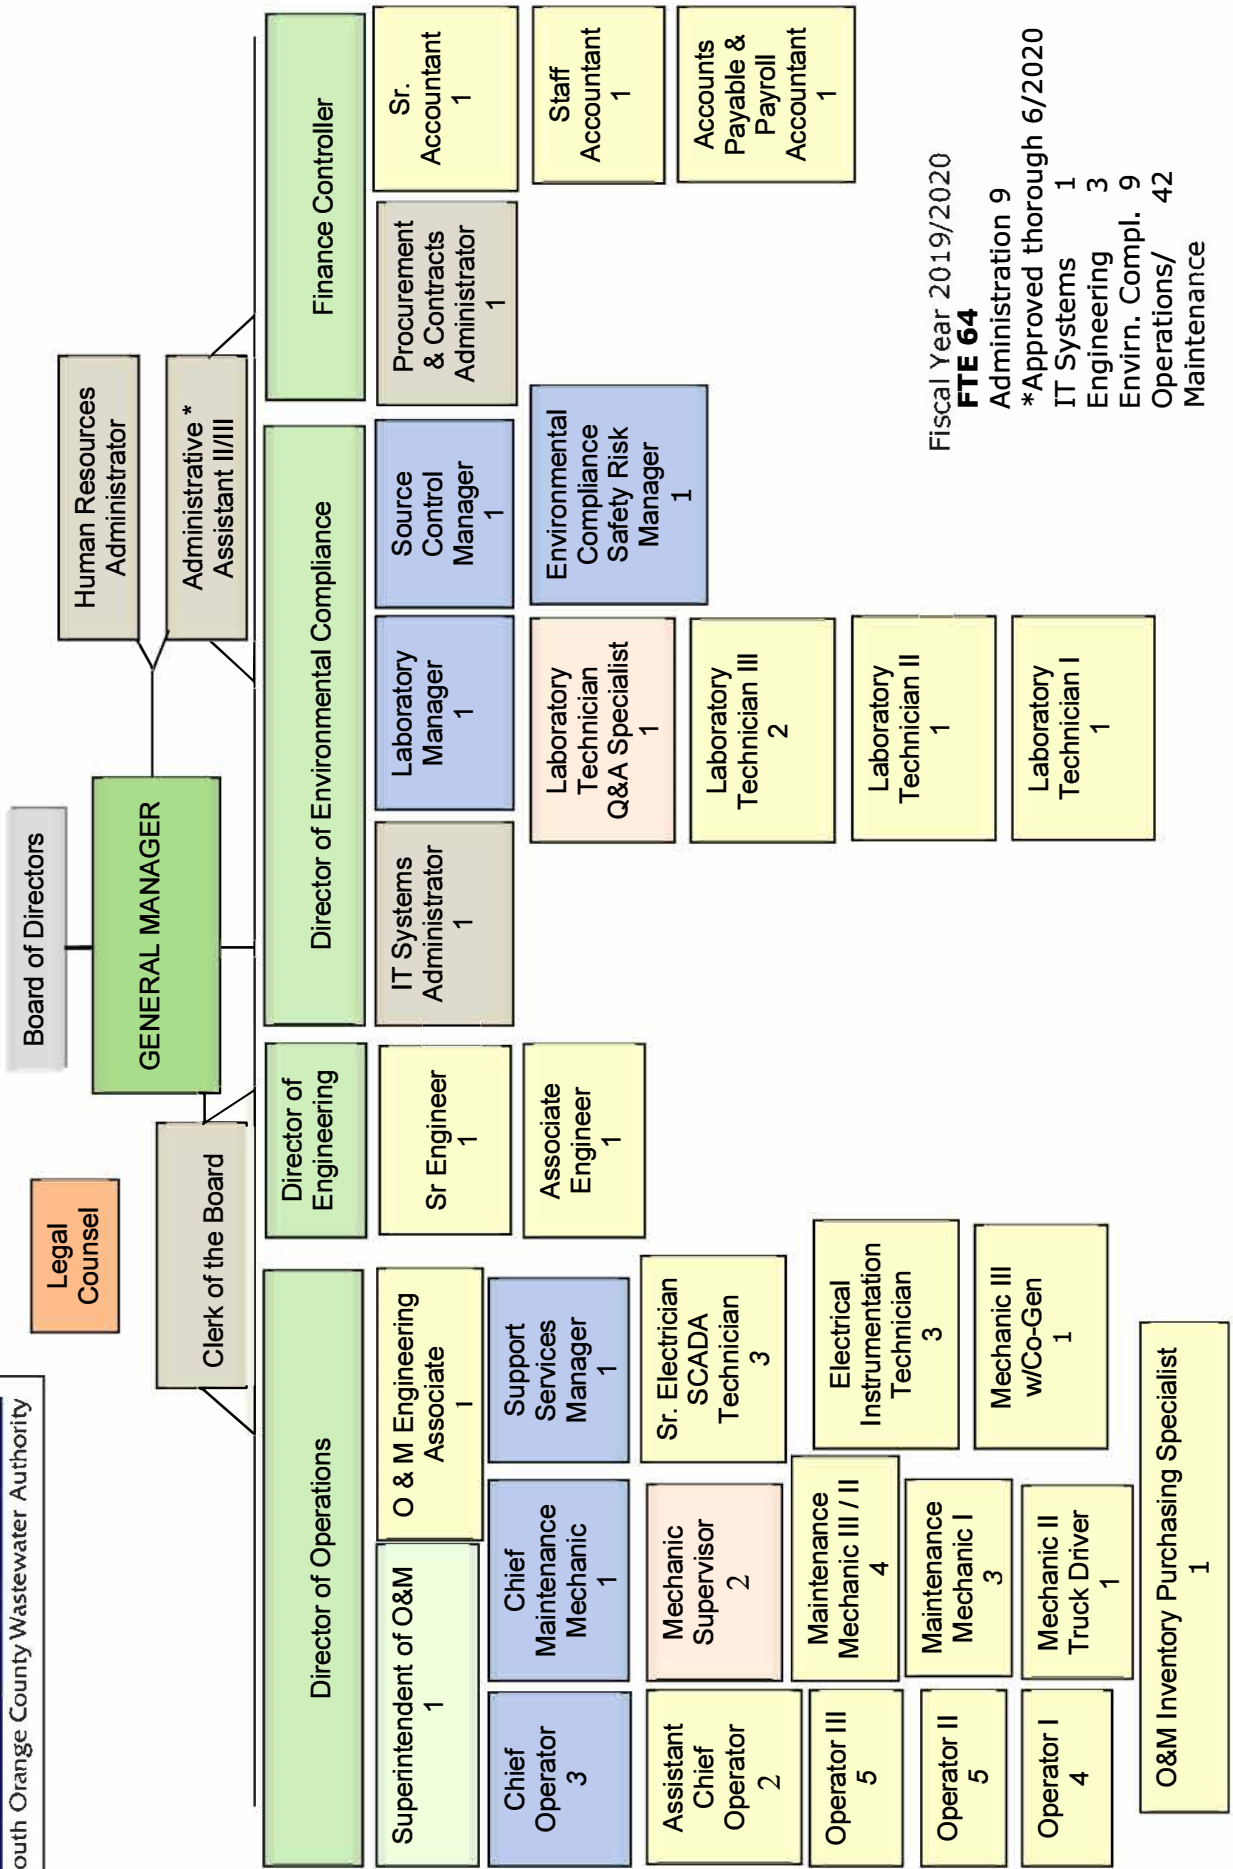 outh Orange County Wastewater Authority
Board of Directors
Legal
Counsel
GENERAL MANAGER
Human Resources
Administrator
Clerk of the Board
Administrative *
Assistant II/III
Director of Operations
Director of
Engineering
Director of Environmental Compliance
Finance Controller
Superintendent of O&M
1
O & M Engineering
Associate
1
Sr Engineer
1
IT Systems
Administrator
1
Laboratory
Manager
1
Source
Control
Manager
1
Procurement
& Contracts
Administrator
1
Sr.
Accountant
1
Chief
Operator
3
Chief
Maintenance
Mechanic
1
Support
Services
Manager
1
Associate
Engineer
1
Laboratory
Technician
Q&A Specialist
1
Environmental
Compliance
Safety Risk
Manager
1
Staff
Accountant
1
Assistant
Chief
Operator
2
Mechanic
Supervisor
2
Sr. Electrician
SCADA
Technician
3
Laboratory
Technician III
2
Accounts
Payable &
Payroll
Accountant
1
Operator III
5
Maintenance
Mechanic III / II
4
Electrical
Instrumentation
Technician
3
Laboratory
Technician II
1
Operator II
5
Maintenance
Mechanic I
3
Mechanic III
w/Co-Gen
1
Laboratory
Technician I
1
Operator I
4
Mechanic II
Truck Driver
1
O&M Inventory Purchasing Specialist
1
Fiscal Year 2019/2020
FTE 64
Administration 9
*Approved thorough 6/2020
IT Systems 1
Engineering 3
Envirn. Compl. 9
Operations/ 42
Maintenance